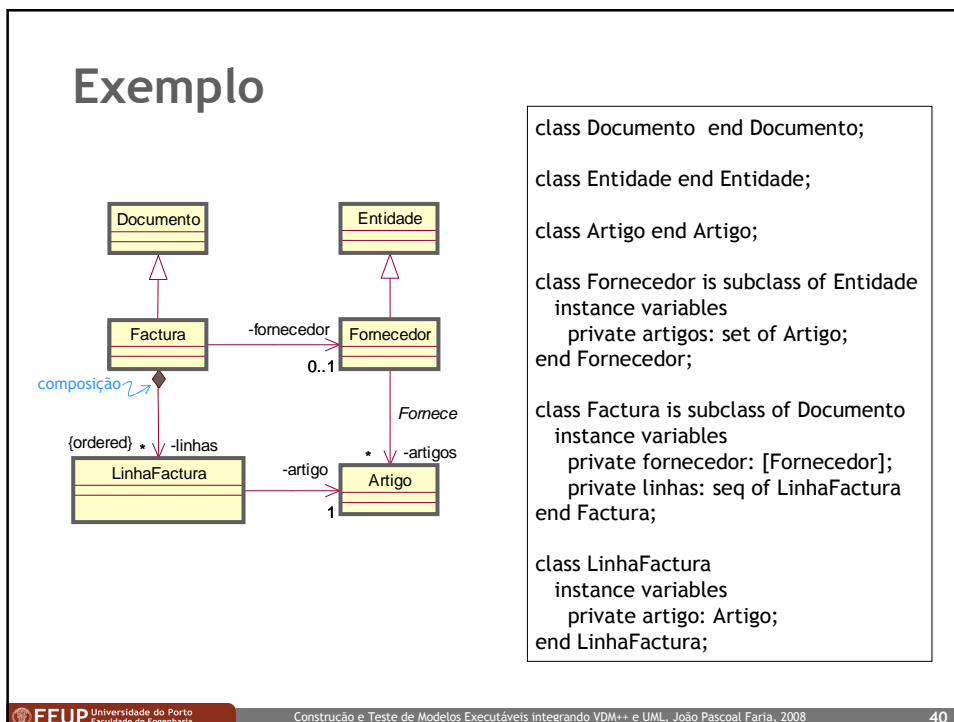 Exemplo
Documento
Entidade
Factura
-fornecedor
Fornecedor
0..1
composição
Fornece
{ordered} * -linhas
* -artigos
LinhaFactura
-artigo
Artigo
1
class Documento end Documento;
class Entidade end Entidade;
class Artigo end Artigo;
class Fornecedor is subclass of Entidade
instance variables
private artigos: set of Artigo;
end Fornecedor;
class Factura is subclass of Documento
instance variables
private fornecedor: [Fornecedor];
private linhas: seq of LinhaFactura
end Factura;
class LinhaFactura
instance variables
private artigo: Artigo;
end LinhaFactura;
FEUP Universidade do Porto
Faculdade de Engenharia
Construção e Teste de Modelos Executáveis integrando VDM++ e UML, João Pascoal Faria, 2008
40